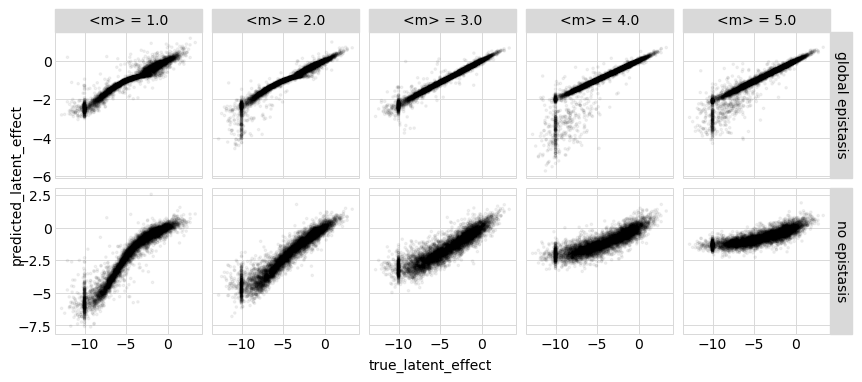 <m> = 1.0 <m> = 2.0 <m> = 3.0 <m> = 4.0 <m> = 5.0
0
−2
−4
−6
global epistasis
predicted_latent_effect
2.5
0
−2.5
−5
−7.5
no epistasis
−10 −5 0 −10 −5 0 −10 −5 0 −10 −5 0 −10 −5 0
true_latent_effect